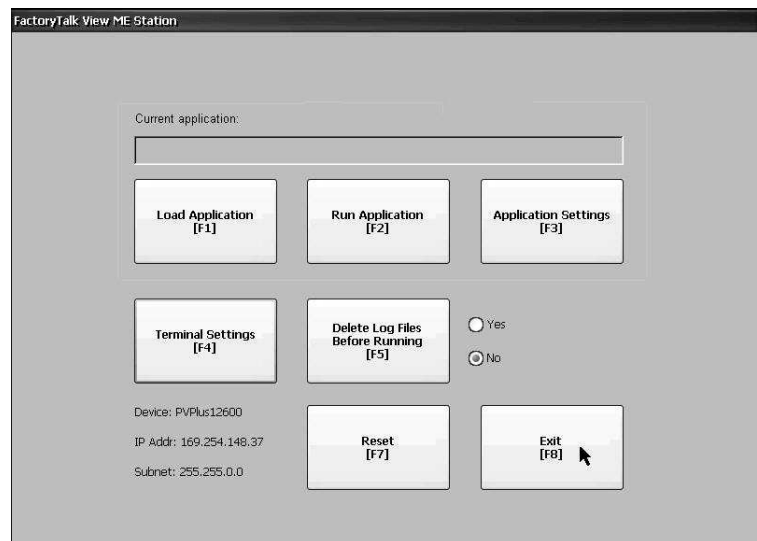 FactoryTalk View ME Station
Current application:
Load Application
[F1]
Run Application
[F2]
Application Settings
[F3]
Terminal Settings
[F4]
Delete Log Files
Before Running
[F5]
Yes
No
Device: PVPlus12600
IP Addr: 169.254.148.37
Subnet: 255.255.0.0
Reset
[F7]
Exit
[F8]